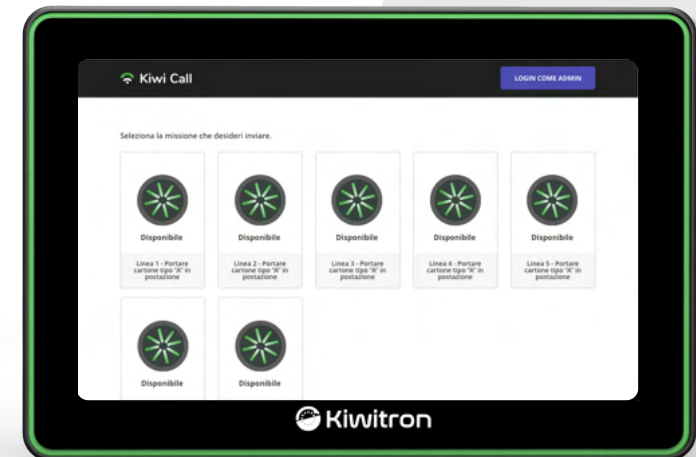 Kiwi Call
LOGIN COME ADMIN
Seleziona la missione che desideri inviare.
Disponibile
Disponibile
Disponibile
Disponibile
Disponibile
Linea 1 - Portare
cartone tipo "A" in
postazione
Linea 2 - Portare
cartone tipo "A" in
postazione
Linea 3 - Portare
cartone tipo "A" in
postazione
Linea 4 - Portare
cartone tipo "A" in
postazione
Linea 5 - Portare
cartone tipo "A" in
postazione
Disponibile
Disponibile
Kiwitron